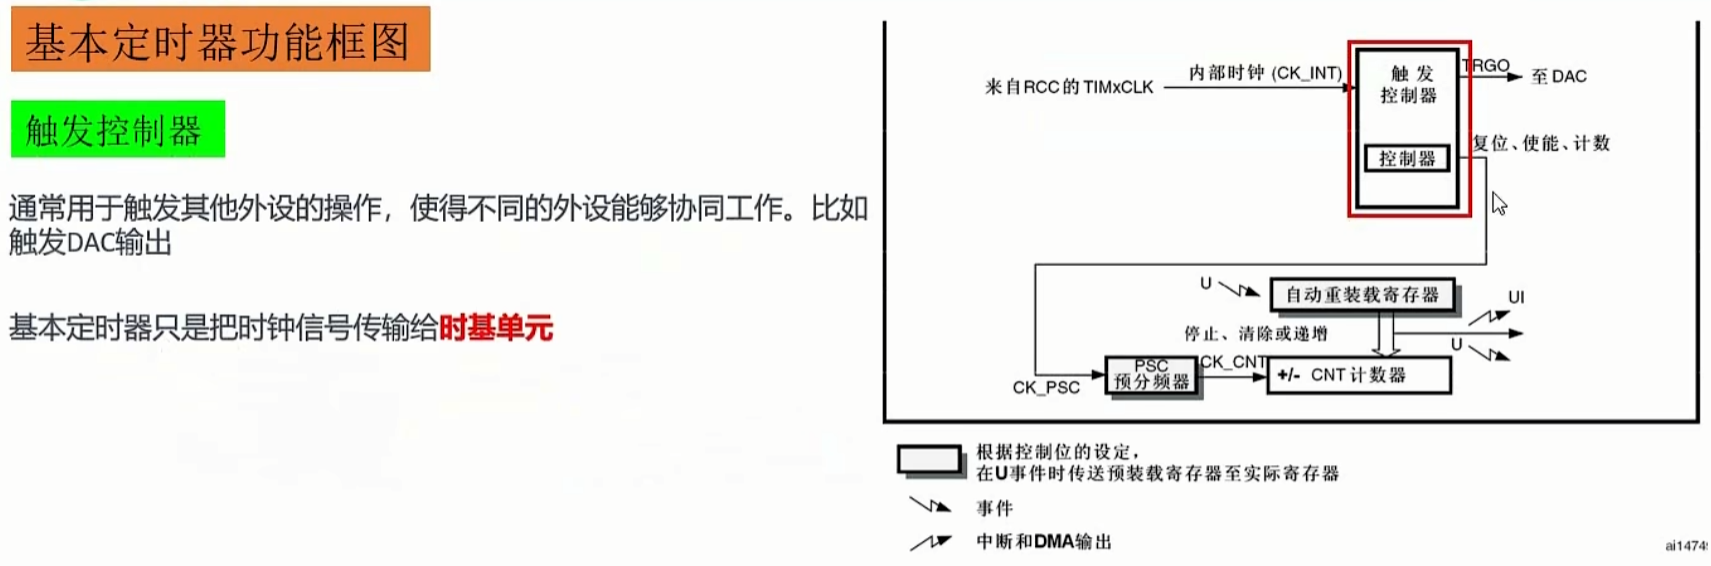 基本定时器功能框图
触发控制器
通常用于触发其他外设的操作，使得不同的外设能够协同工作。比如
触发DAC输出
基本定时器只是把时钟信号传输给时基单元
来自RCC的TIMxCLK
内部时钟 (CK_INT)
触 发
控制器
TRGO
至DAC
控制器
复位、使能、计数
U
自动重装载寄存器
UI
停止、清除或递增
U
CK_PSC
PSC
预分频器
CK_CNT
+/- CNT计数器
根据控制位的设定，
在U事件时传送预装载寄存器至实际寄存器
事件
中断和DMA输出